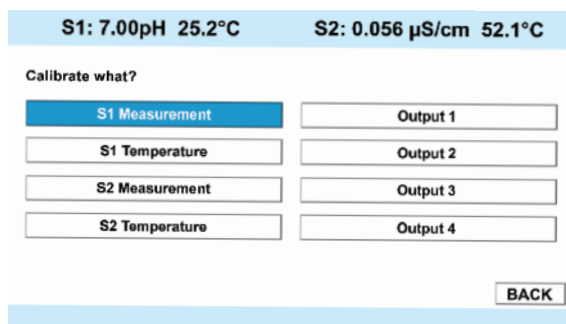 S1: 7.00pH 25.2°C S2: 0.056 µS/cm 52.1°C
Calibrate what?
S1 Measurement Output 1
S1 Temperature Output 2
S2 Measurement Output 3
S2 Temperature Output 4
BACK